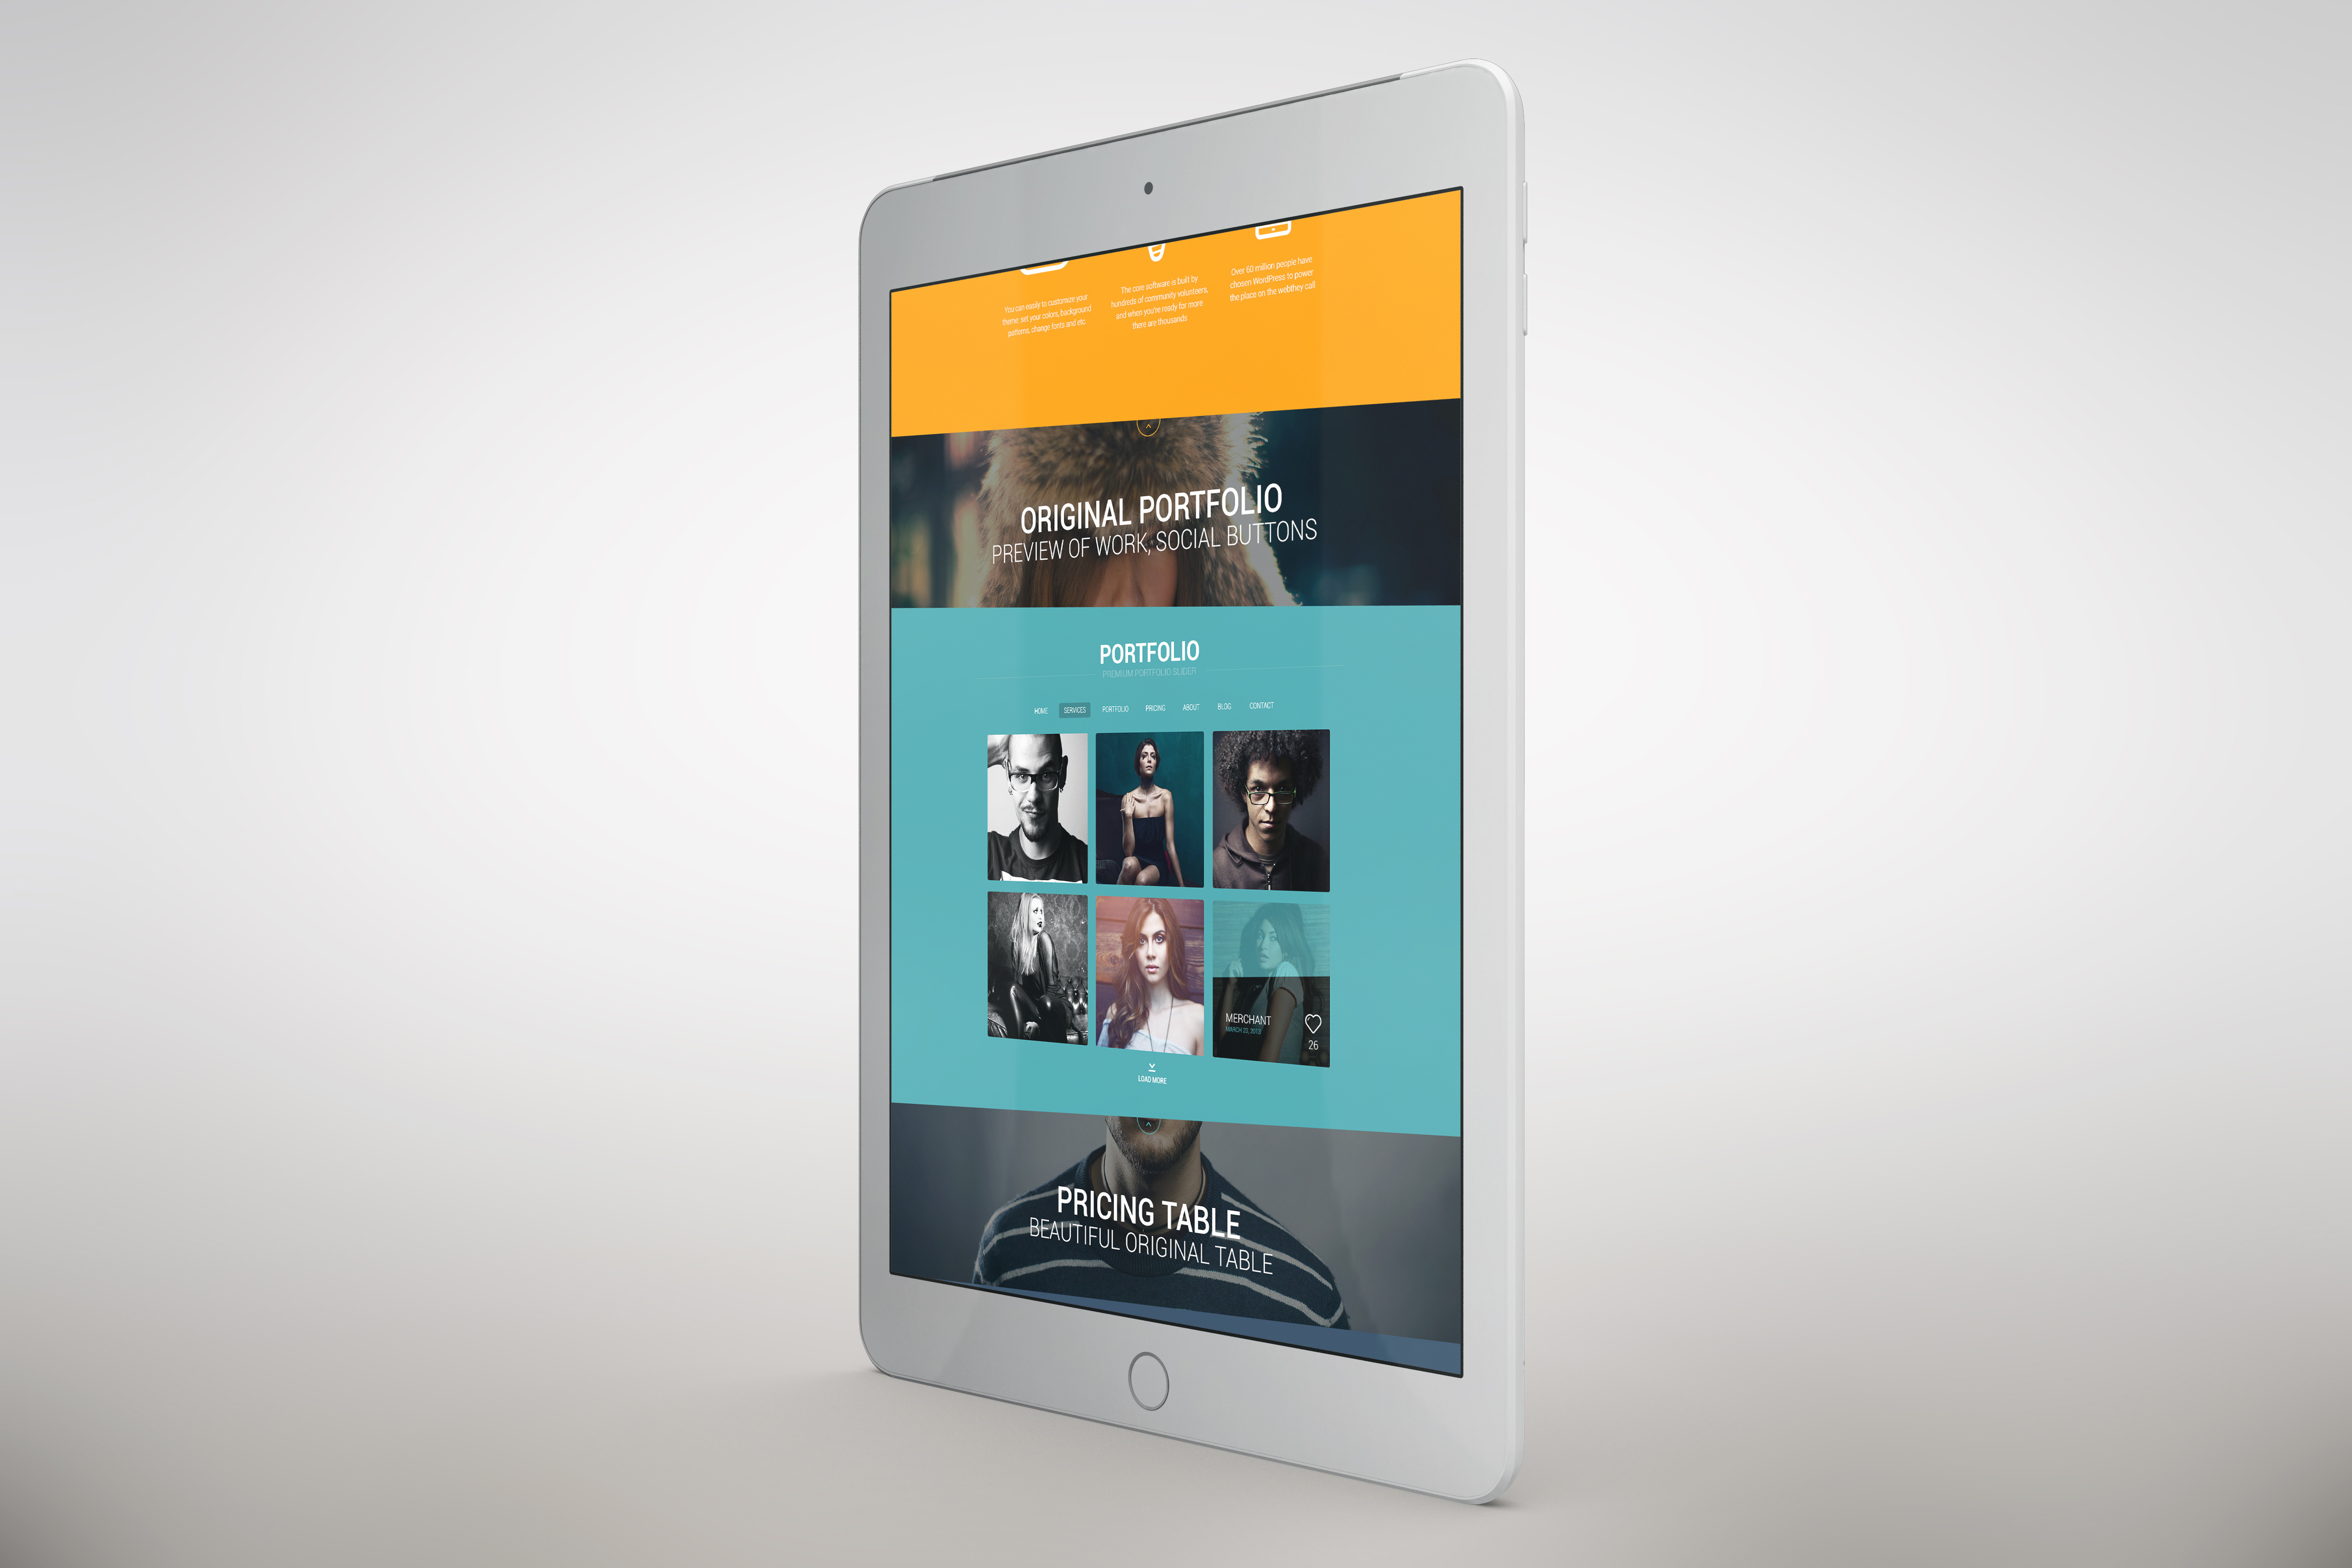 You can easily to customize your
theme: set your colors, background
patterns, change fonts and etc
The core software is built by
hundreds of community volunteers,
and when you're ready for more
there are thousands
Over 60 million people have
chosen WordPress to power
the place on the webthey call
ORIGINAL PORTFOLIO
PREVIEW OF WORK, SOCIAL BUTTONS
PORTFOLIO
PREMIUM PORTFOLIO SLIDER
HOME SERVICES PORTFOLIO PRICING ABOUT BLOG CONTACT
MERCHANT
MARCH 23, 2013
26
LOAD MORE
PRICING TABLE
BEAUTIFUL ORIGINAL TABLE